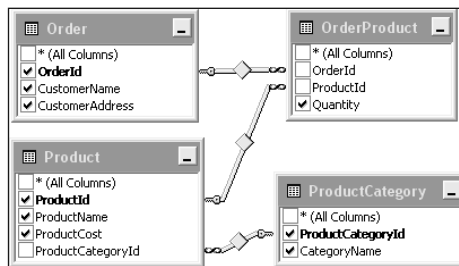 Order
* (All Columns)
OrderId
CustomerName
CustomerAddress
OrderProduct
* (All Columns)
OrderId
ProductId
Quantity
Product
* (All Columns)
ProductId
ProductName
ProductCost
ProductCategoryId
ProductCategory
* (All Columns)
ProductCategoryId
CategoryName